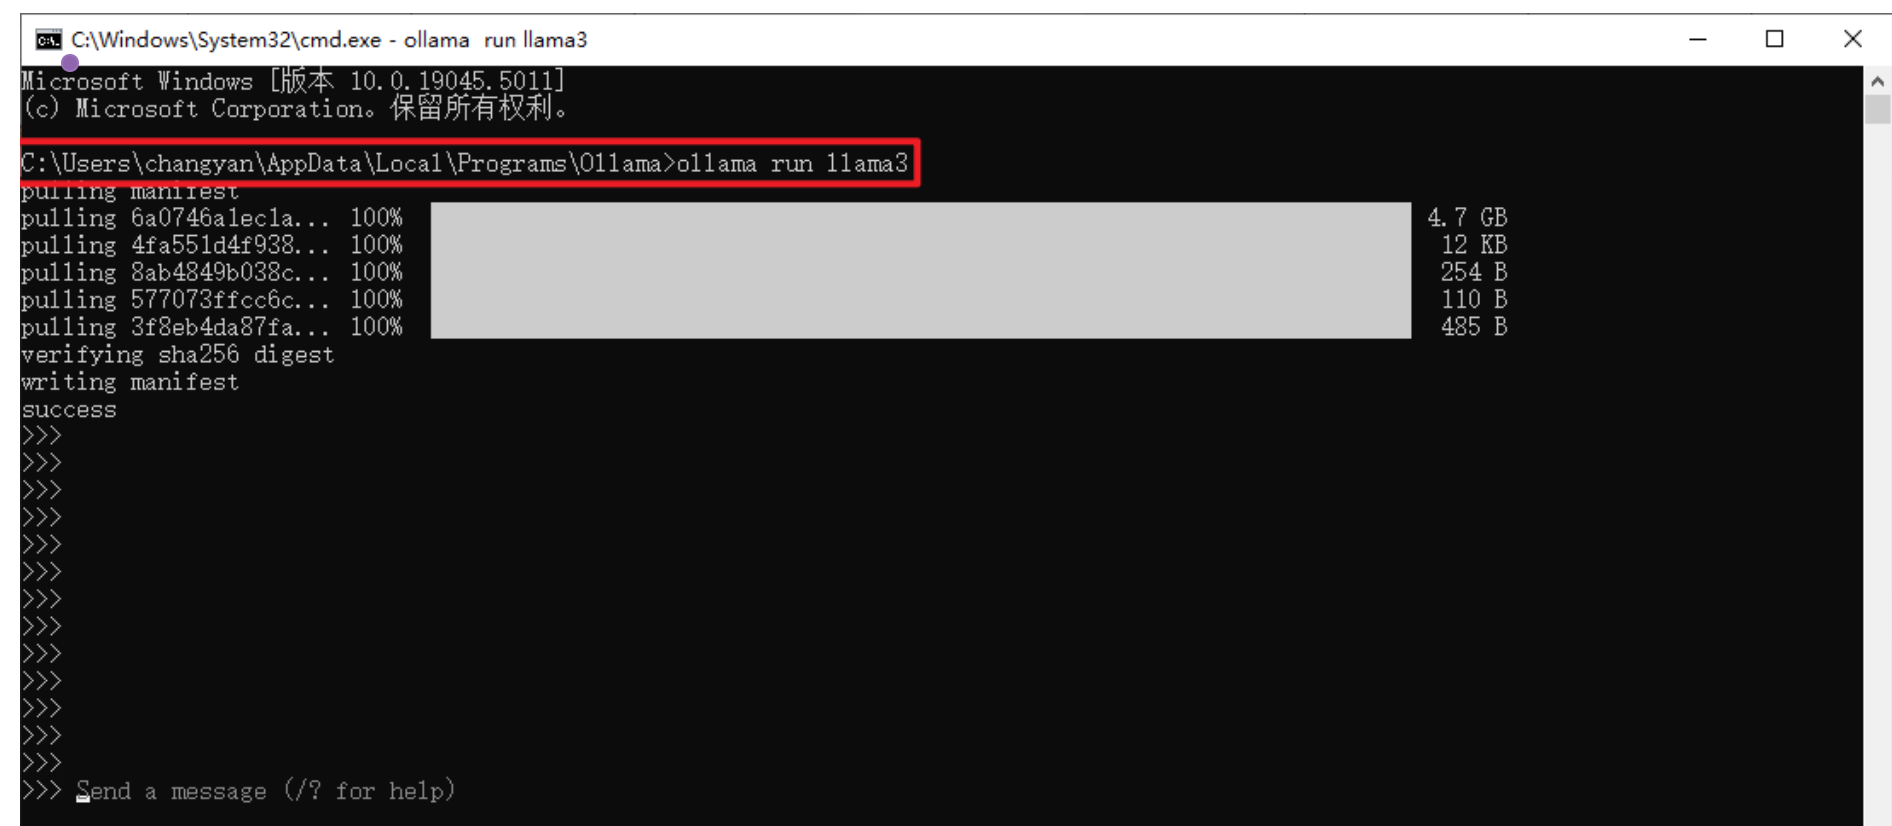 C:\Windows\System32\cmd.exe - ollama  run llama3
Microsoft Windows [版本 10.0.19045.5011]
(c) Microsoft Corporation。保留所有权利。
C:\Users\changyan\AppData\Local\Programs\Ollama>ollama run llama3
pulling manifest
pulling 6a0746a1ec1a... 100% 4.7 GB
pulling 4fa551d4f938... 100% 12 KB
pulling 8ab4849b038c... 100% 254 B
pulling 577073ffcc6c... 100% 110 B
pulling 3f8eb4da87fa... 100% 485 B
verifying sha256 digest
writing manifest
success
>>>
>>>
>>>
>>>
>>>
>>>
>>>
>>>
>>>
>>>
>>>
>>>
>>>
>>> Send a message (/? for help)